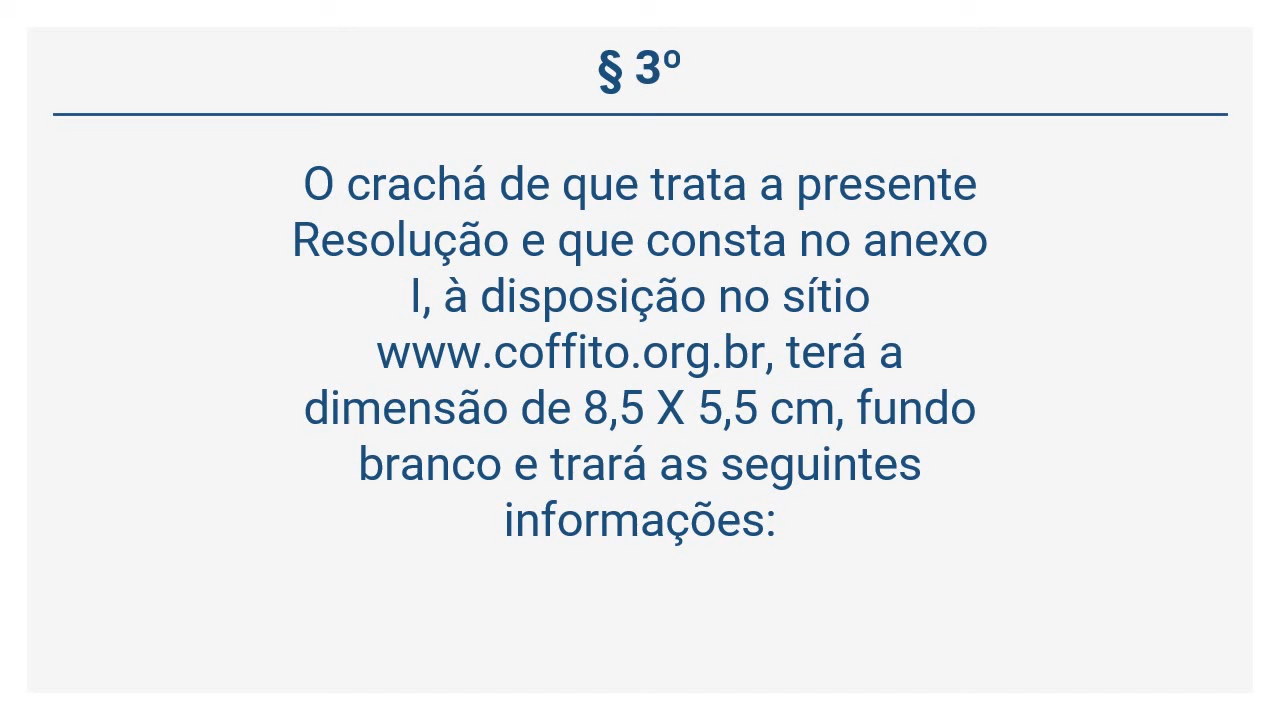 § 3º
O crachá de que trata a presente
Resolução e que consta no anexo
I, à disposição no sítio
www.coffito.org.br, terá a
dimensão de 8,5 X 5,5 cm, fundo
branco e trará as seguintes
informações: